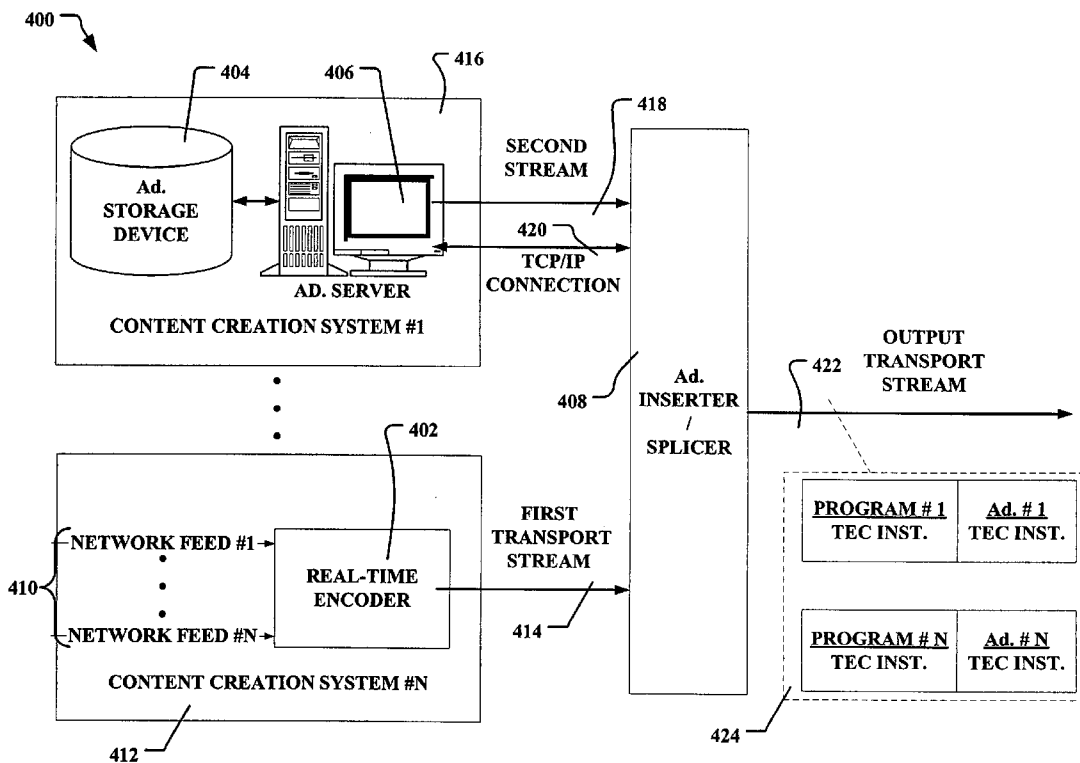 400
404
406
416
418
Ad.
STORAGE
DEVICE
AD. SERVER
CONTENT CREATION SYSTEM #1
SECOND
STREAM
420
TCP/IP
CONNECTION
408
Ad.
INSERTER
/
SPLICER
422
OUTPUT
TRANSPORT
STREAM
402
410
NETWORK FEED #1
NETWORK FEED #N
REAL-TIME
ENCODER
CONTENT CREATION SYSTEM #N
412
FIRST
TRANSPORT
STREAM
414
PROGRAM # 1
TEC INST.
Ad. # 1
TEC INST.
PROGRAM # N
TEC INST.
Ad. # N
TEC INST.
424